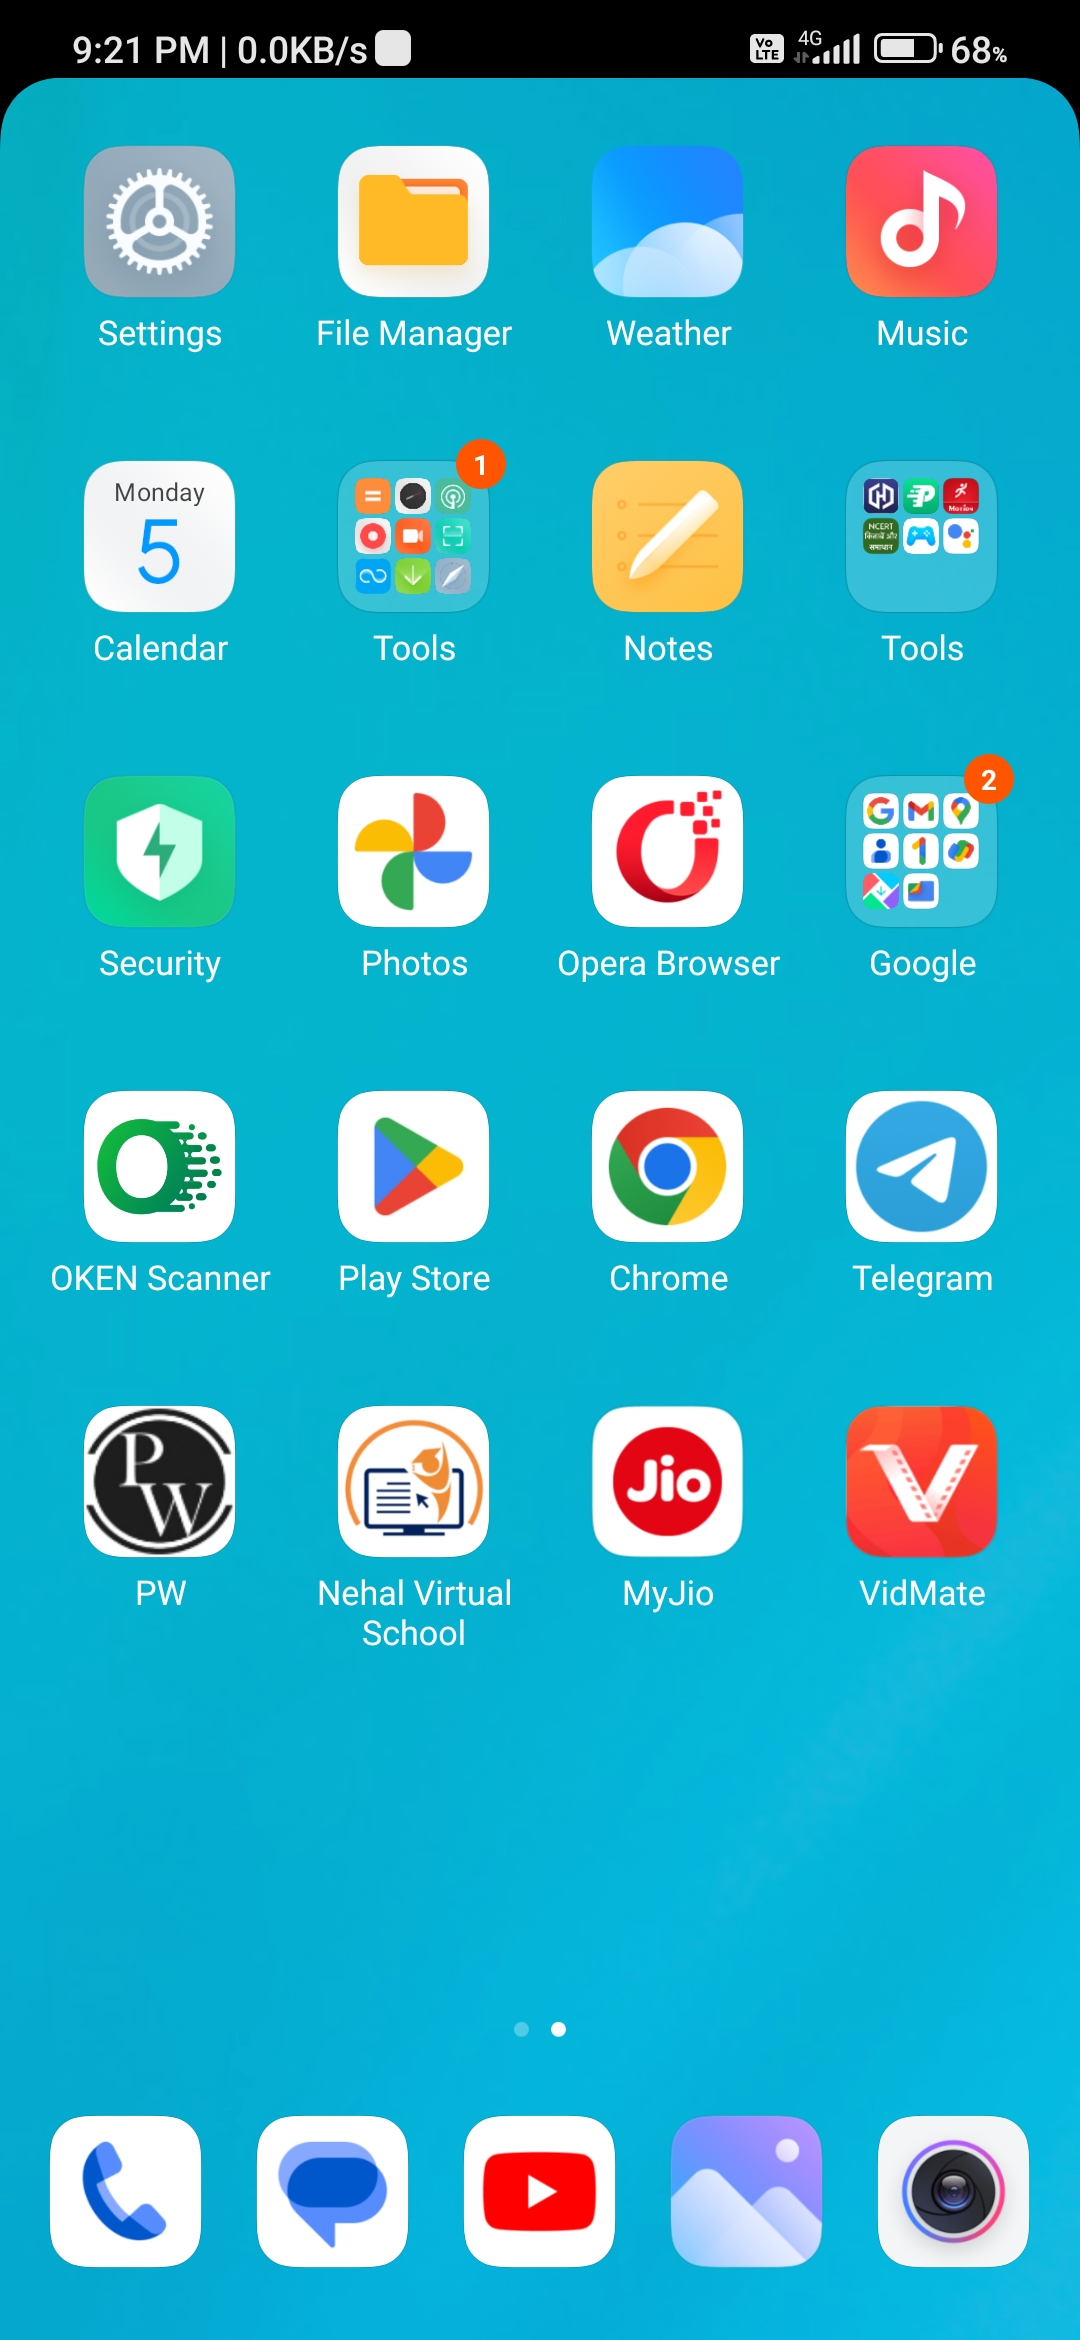 9:21 PM | 0.0KB/s
Vo LTE 4G 68%
Settings File Manager Weather Music
Monday
5
1
NCERT
किताबें और
समाधान
Motion
Calendar Tools Notes Tools
2
Security Photos Opera Browser Google
OKEN Scanner Play Store Chrome Telegram
PW
Jio
PW Nehal Virtual School MyJio VidMate